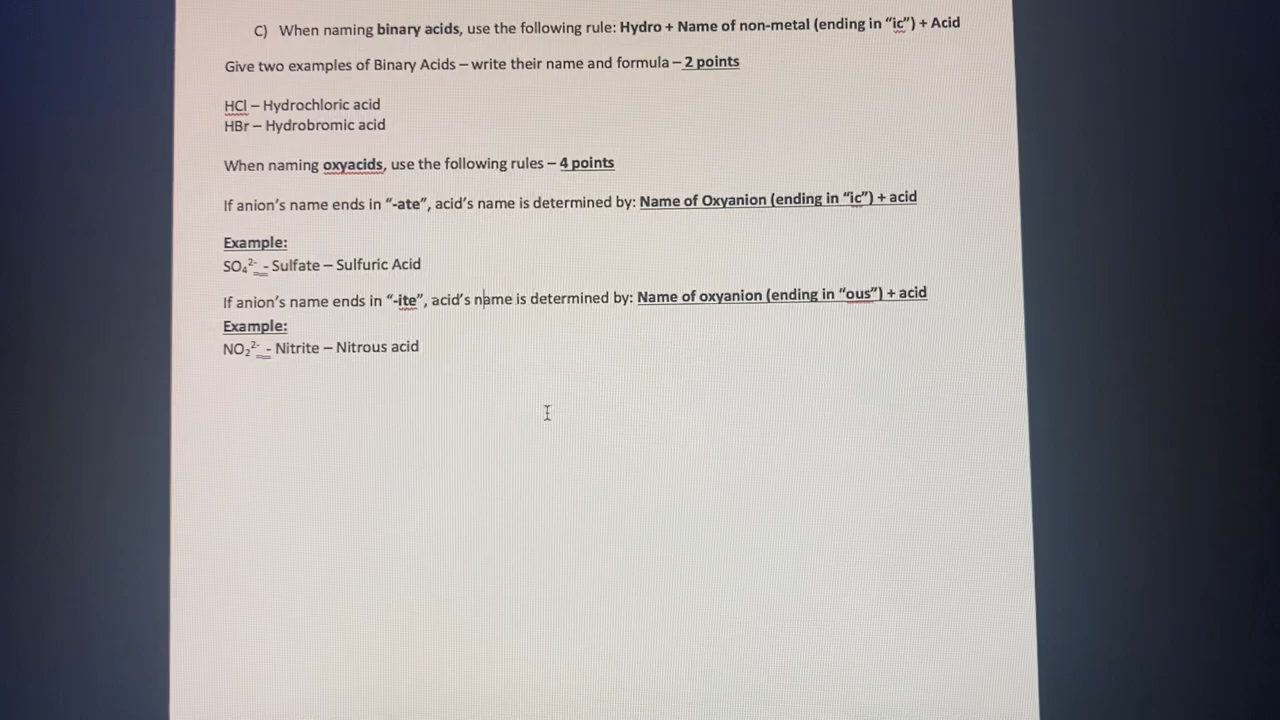 C) When naming binary acids, use the following rule: Hydro + Name of non-metal (ending in “ic”) + Acid
Give two examples of Binary Acids – write their name and formula – 2 points
HCl – Hydrochloric acid
HBr – Hydrobromic acid
When naming oxyacids, use the following rules – 4 points
If anion’s name ends in “-ate”, acid’s name is determined by: Name of Oxyanion (ending in “ic”) + acid
Example:
SO₄²⁻ - Sulfate – Sulfuric Acid
If anion’s name ends in “-ite”, acid’s name is determined by: Name of oxyanion (ending in “ous”) + acid
Example:
NO₂²⁻ - Nitrite – Nitrous acid